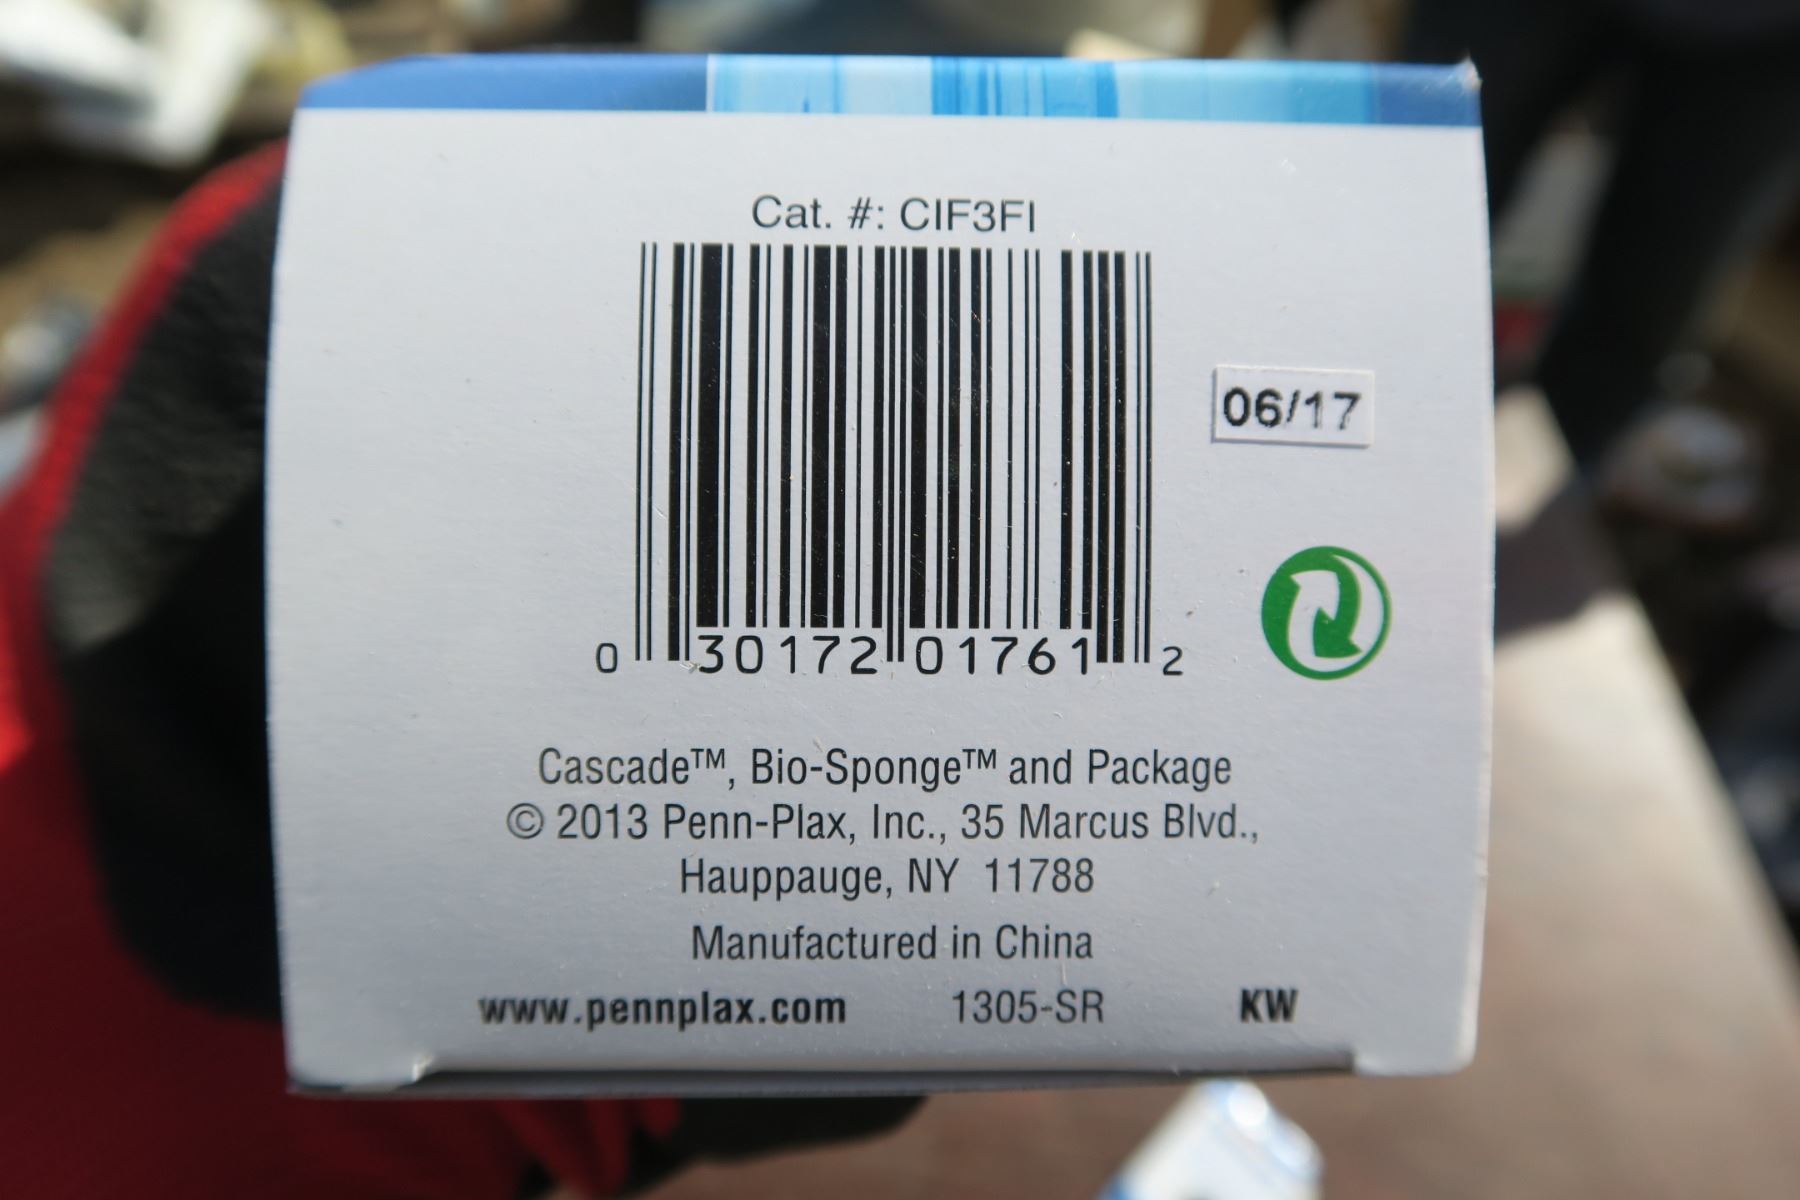 Cat. #: CIF3FI
06/17
0 30172 01761 2
Cascade™, Bio-Sponge™ and Package
© 2013 Penn-Plax, Inc., 35 Marcus Blvd.,
Hauppauge, NY 11788
Manufactured in China
www.pennplax.com 1305-SR KW